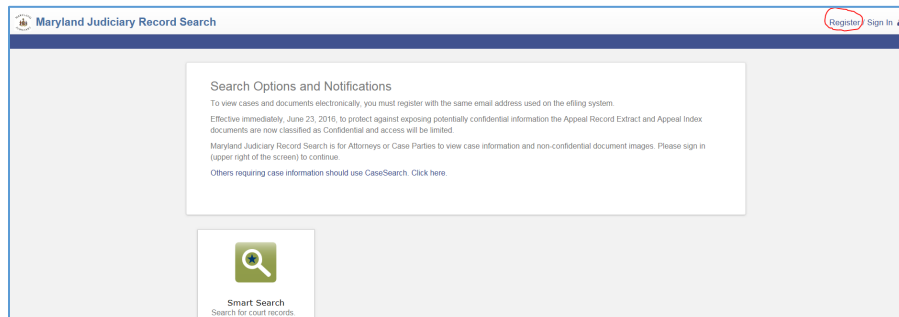 Maryland Judiciary Record Search
Register / Sign In
Search Options and Notifications
To view cases and documents electronically, you must register with the same email address used on the efiling system.
Effective immediately, June 23, 2016, to protect against exposing potentially confidential information the Appeal Record Extract and Appeal Index
documents are now classified as Confidential and access will be limited.
Maryland Judiciary Record Search is for Attorneys or Case Parties to view case information and non-confidential document images. Please sign in
(upper right of the screen) to continue.
Others requiring case information should use CaseSearch. Click here.
Smart Search
Search for court records.